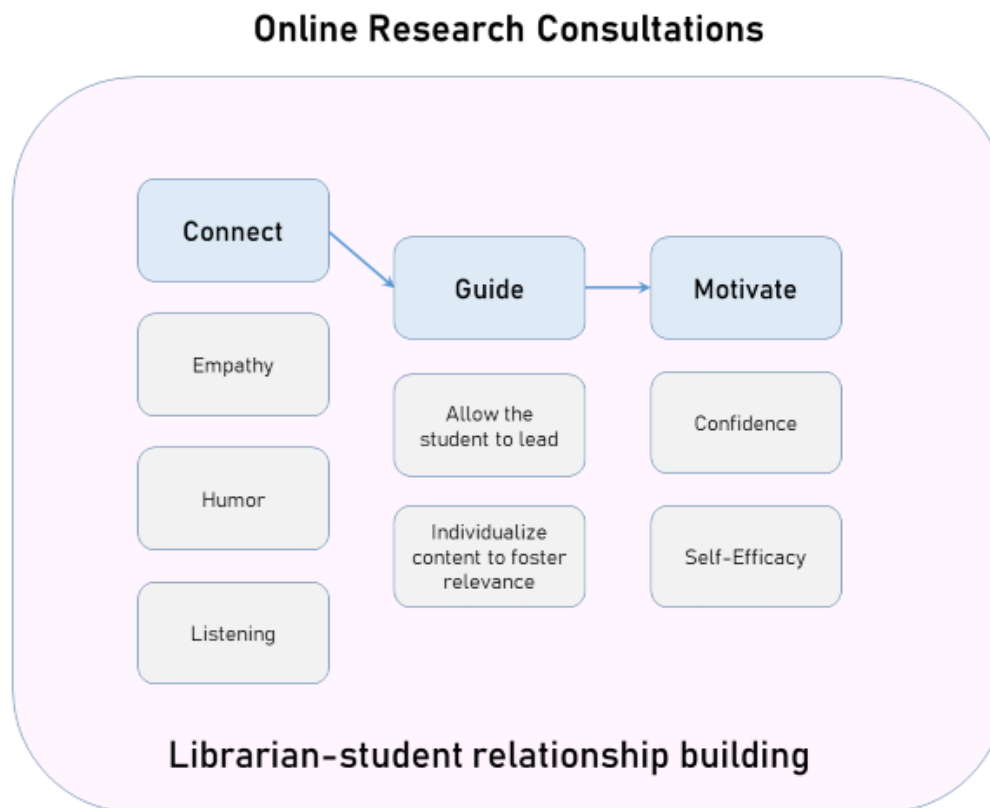 Online Research Consultations
Connect
Empathy
Humor
Listening
Guide
Allow the
student to lead
Individualize
content to foster
relevance
Motivate
Confidence
Self-Efficacy
Librarian-student relationship building